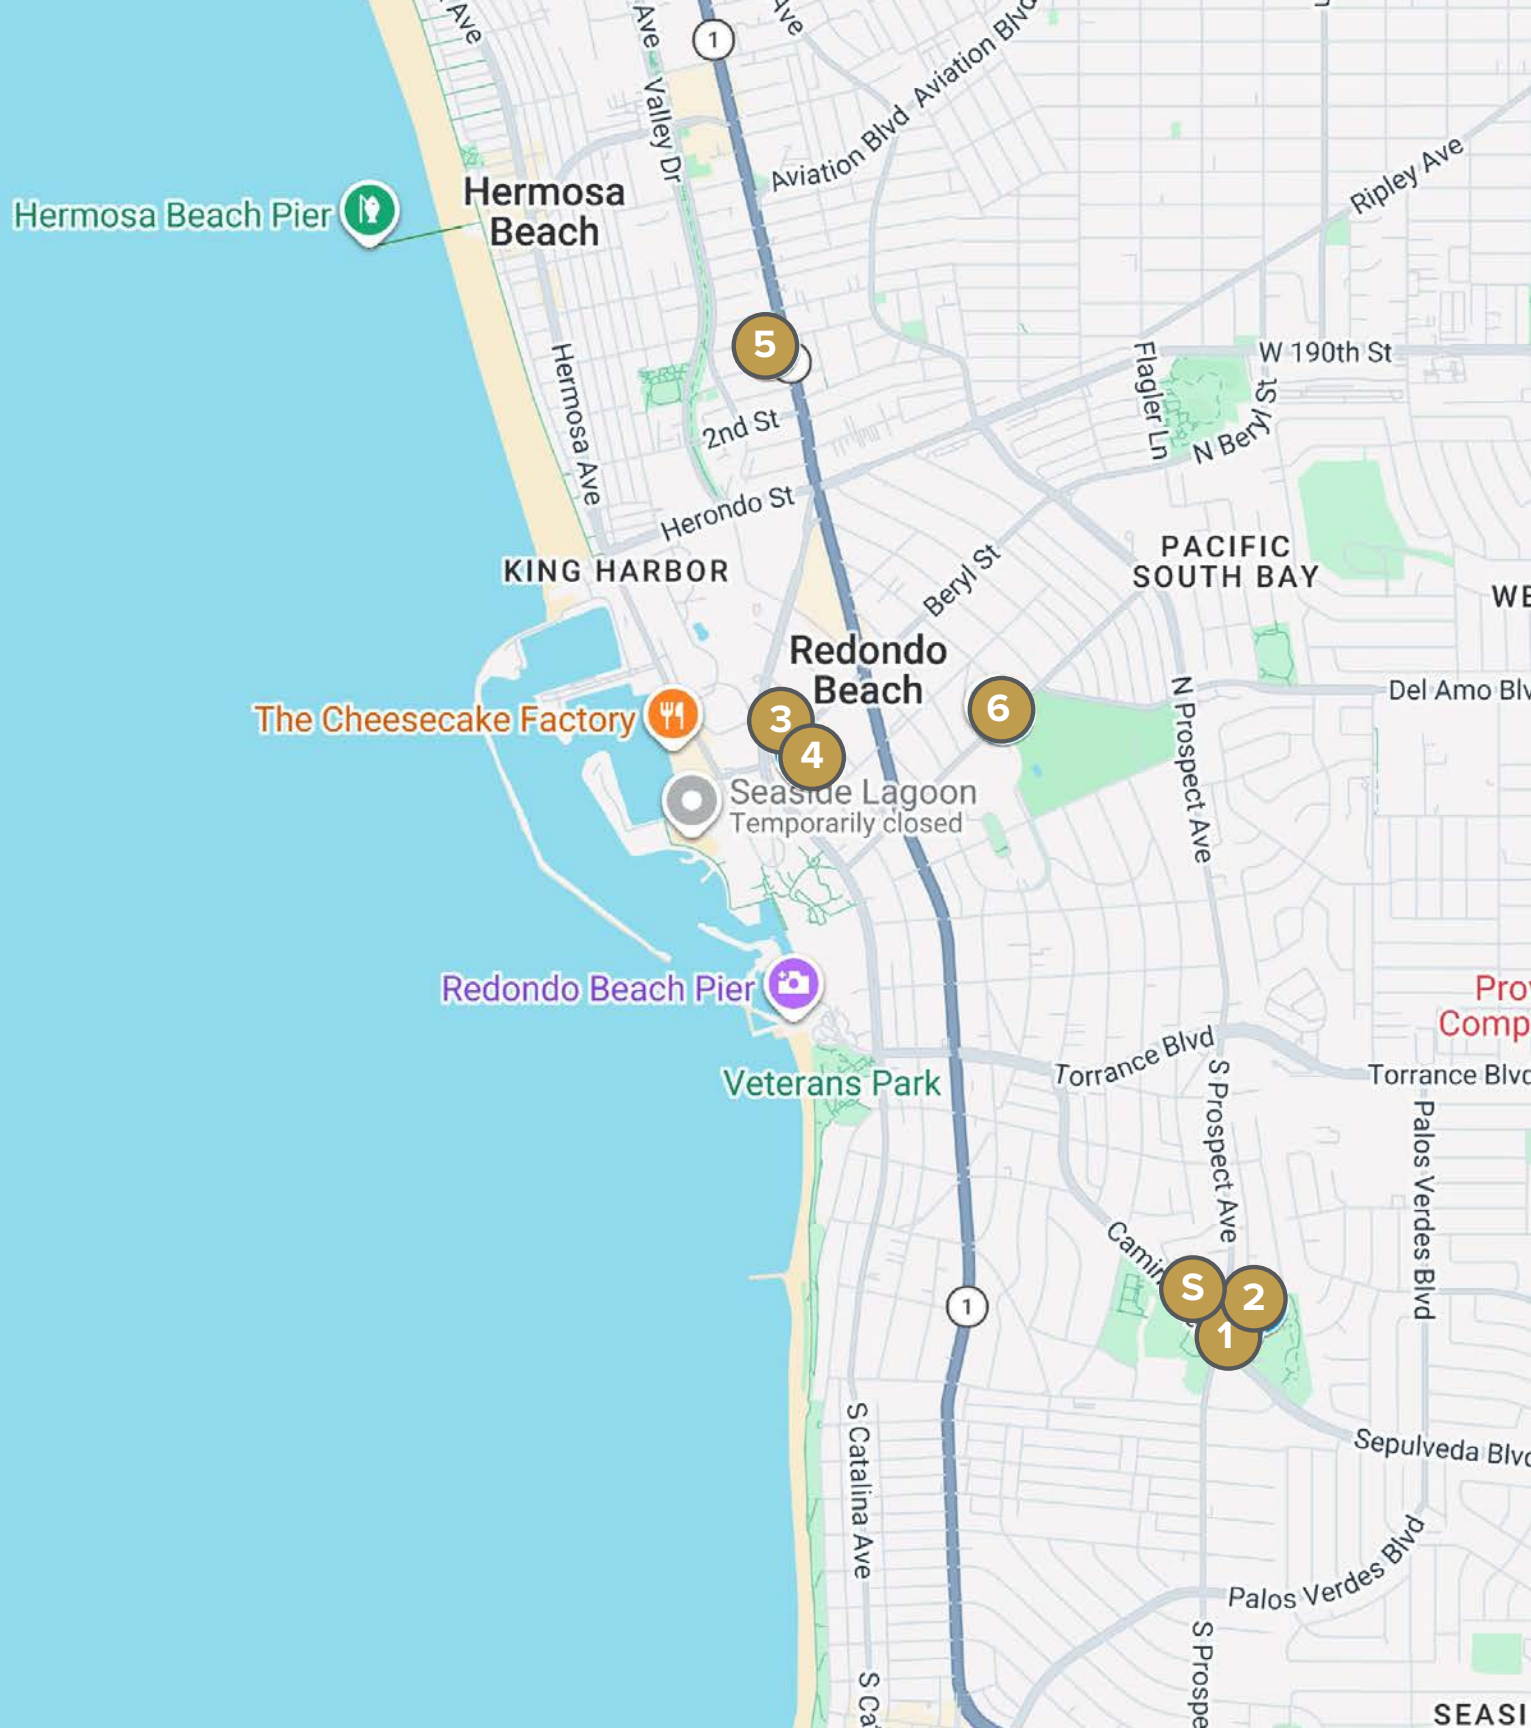 Ave
Ave
Ave
1
Aviation Blvd
Aviation Blvd
Valley Dr
Ripley Ave
Hermosa Beach Pier
Hermosa
Beach
5
W 190th St
Flagler Ln
N Beryl St
Hermosa Ave
2nd St
Herondo St
KING HARBOR
Beryl St
PACIFIC
SOUTH BAY
WE
Redondo
Beach
Del Amo Blv
The Cheesecake Factory
3
4
6
N Prospect Ave
Seaside Lagoon
Temporarily closed
Redondo Beach Pier
Pro
Comp
Torrance Blvd
Torrance Blvd
Veterans Park
S Prospect Ave
Palos Verdes Blvd
Camin
S
2
1
1
S Catalina Ave
Sepulveda Blvd
Palos Verdes Blvd
S Prospe
S Cat
SEASI